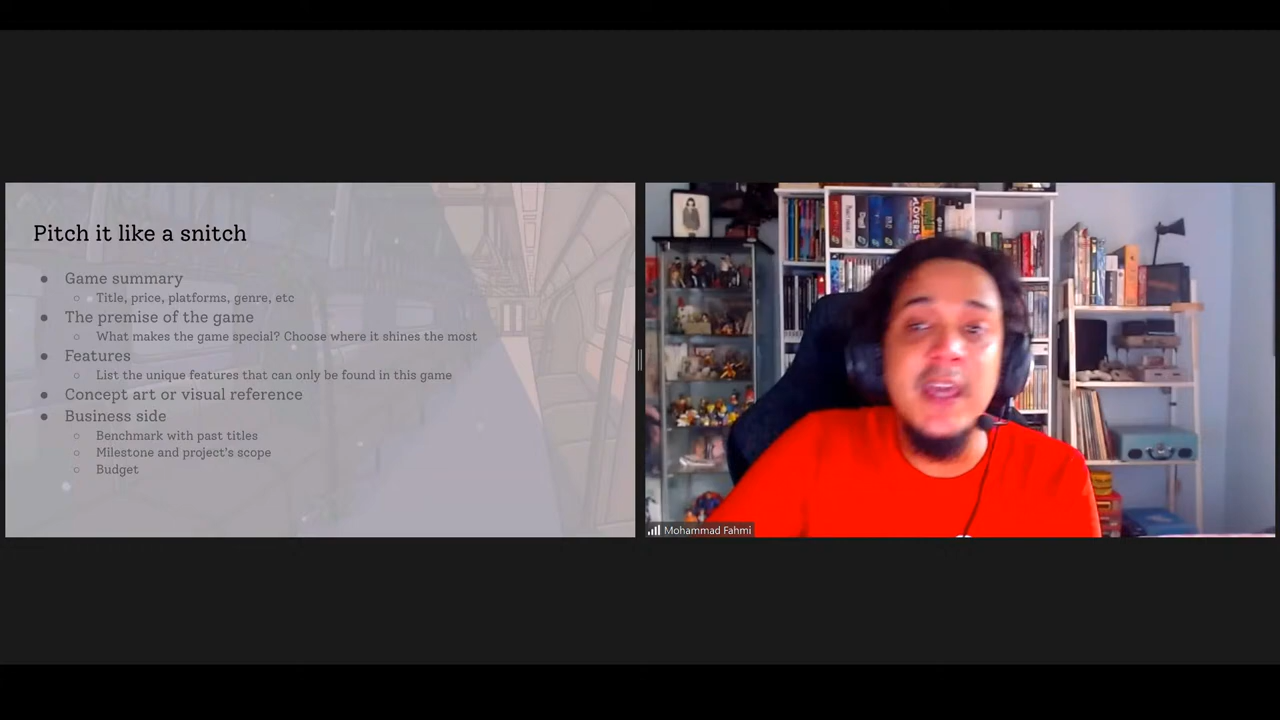 Pitch it like a snitch
● Game summary
○ Title, price, platforms, genre, etc
● The premise of the game
○ What makes the game special? Choose where it shines the most
● Features
○ List the unique features that can only be found in this game
● Concept art or visual reference
● Business side
○ Benchmark with past titles
○ Milestone and project's scope
○ Budget
Mohammad Fahmi